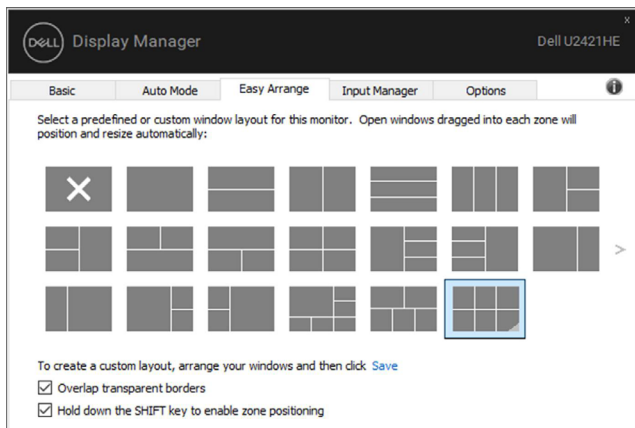 x
DELL Display Manager
Dell U2421HE
Basic Auto Mode Easy Arrange Input Manager Options i
Select a predefined or custom window layout for this monitor. Open windows dragged into each zone will
position and resize automatically:
>
To create a custom layout, arrange your windows and then click Save
Overlap transparent borders
Hold down the SHIFT key to enable zone positioning